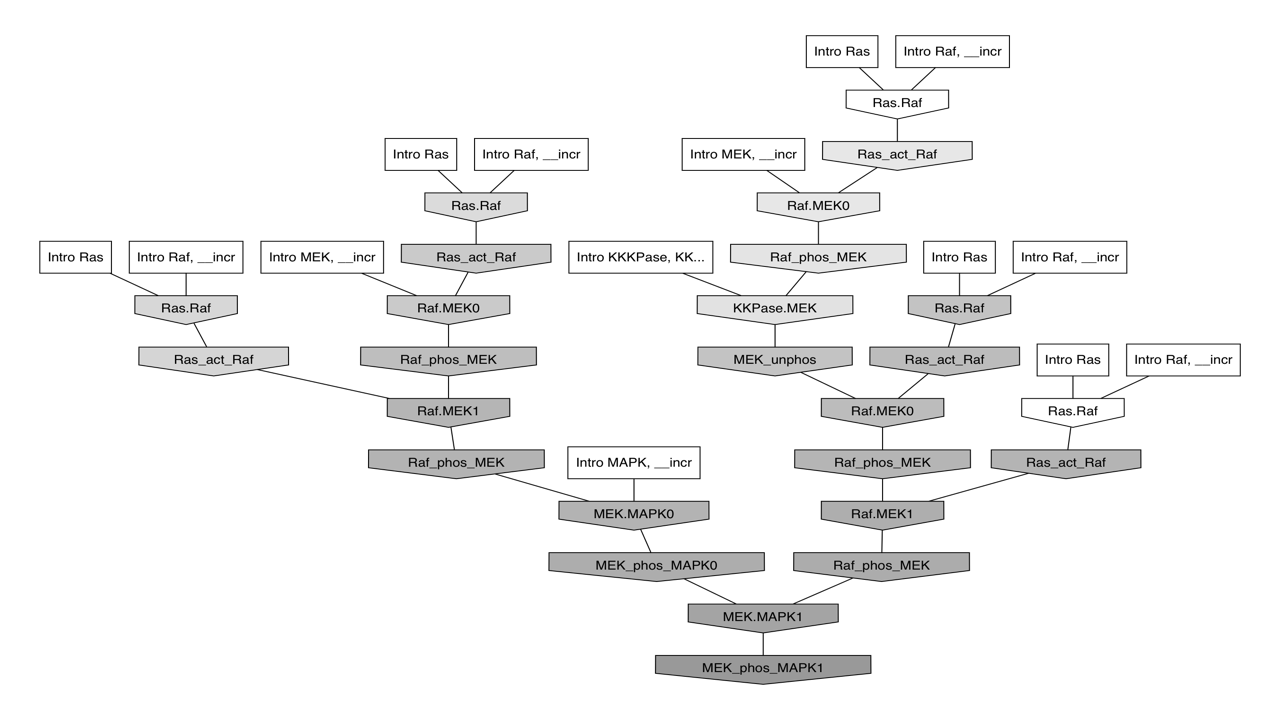 Intro Ras
Intro Raf, __incr
Ras.Raf
Intro Ras
Intro Raf, __incr
Intro MEK, __incr
Ras_act_Raf
Ras.Raf
Raf.MEK0
Intro Ras
Intro Raf, __incr
Intro MEK, __incr
Ras_act_Raf
Intro KKKPase, KK...
Raf_phos_MEK
Intro Ras
Intro Raf, __incr
Ras.Raf
Raf.MEK0
KKPase.MEK
Ras.Raf
Ras_act_Raf
Raf_phos_MEK
MEK_unphos
Ras_act_Raf
Intro Ras
Intro Raf, __incr
Raf.MEK1
Raf.MEK0
Ras.Raf
Raf_phos_MEK
Intro MAPK, __incr
Raf_phos_MEK
Ras_act_Raf
MEK.MAPK0
Raf.MEK1
MEK_phos_MAPK0
Raf_phos_MEK
MEK.MAPK1
MEK_phos_MAPK1